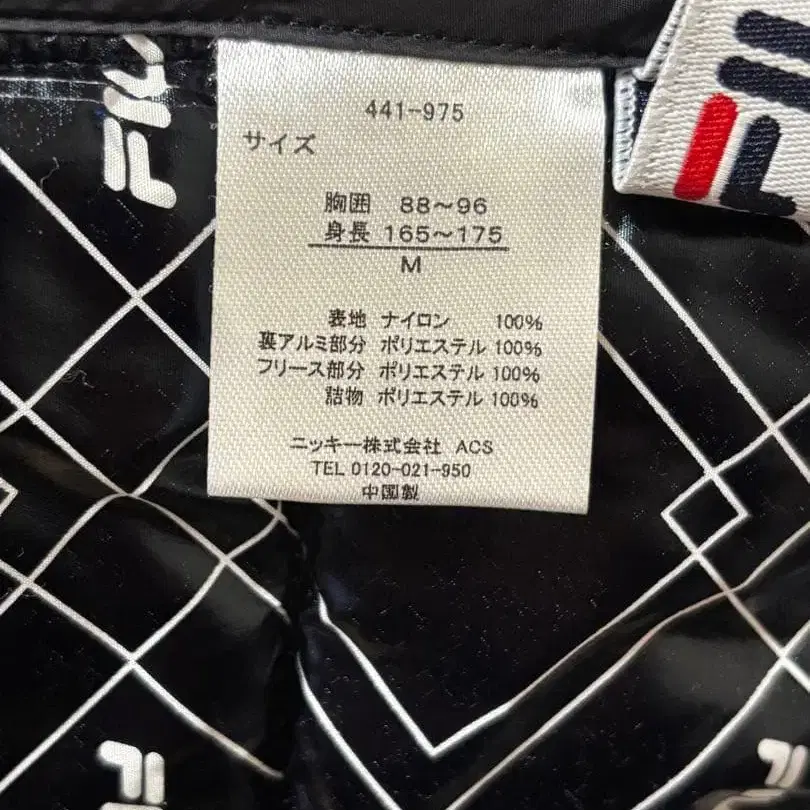 FILA
441-975
サイズ
胸囲 88～96
身長 165～175
M
表地 ナイロン 100%
裏アルミ部分 ポリエステル 100%
フリース部分 ポリエステル 100%
詰物 ポリエステル 100%
ニッキー株式会社 ACS
TEL 0120-021-950
中国製